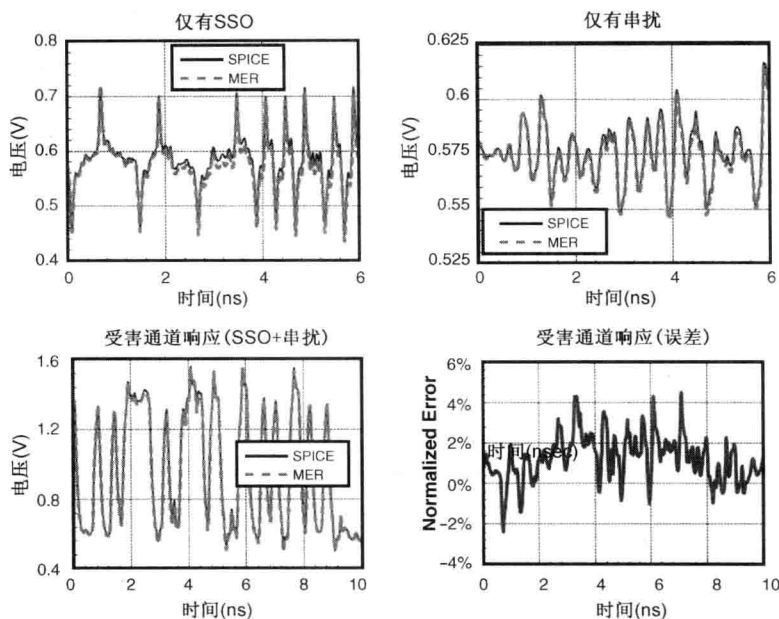 仅有SSO
0.8
0.7
0.6
0.5
0.4
电压(V)
SPICE
MER
0
2
4
6
时间(ns)
仅有串扰
0.625
0.6
0.575
0.55
0.525
电压(V)
SPICE
MER
0
2
4
6
时间(ns)
受害通道响应(SSO+串扰)
1.6
1.2
0.8
0.4
电压(V)
SPICE
MER
0
2
4
6
8
10
时间(ns)
受害通道响应(误差)
6%
4%
2%
0%
-2%
-4%
Normalized Error
时间(nsec)
0
2
4
6
8
10
时间(ns)